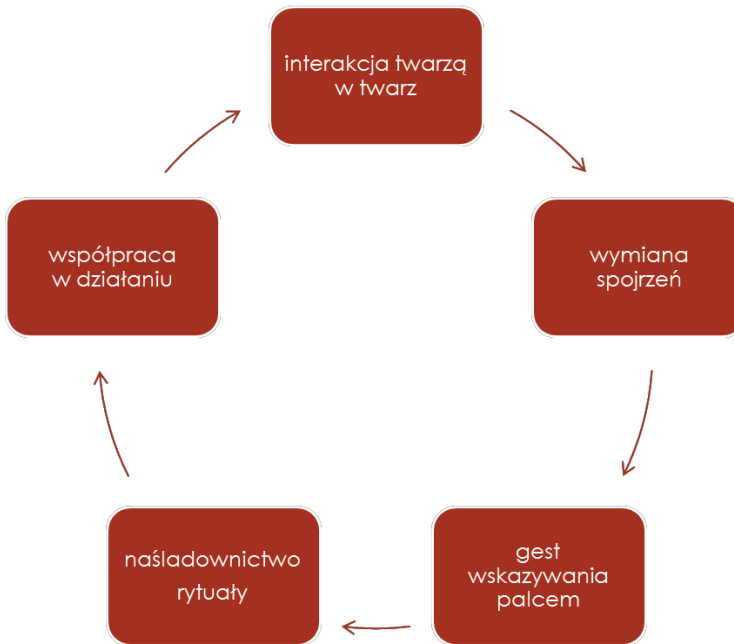 interakcja twarzą
w twarz
wymiana
spojrzeń
gest
wskazywania
palcem
naśladownictwo
rytuały
współpraca
w działaniu